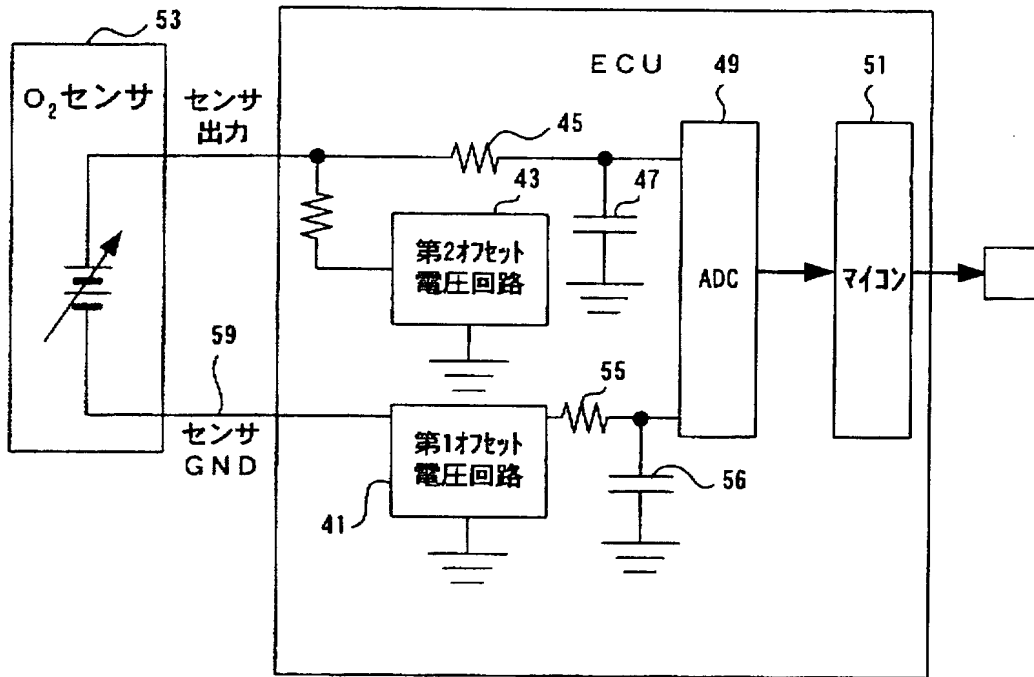 53
O₂センサ
センサ
出力
ECU
49
51
45
43
47
第2オフセット
電圧回路
ADC
マイコン
59
55
センサ
GND
第1オフセット
電圧回路
41
56